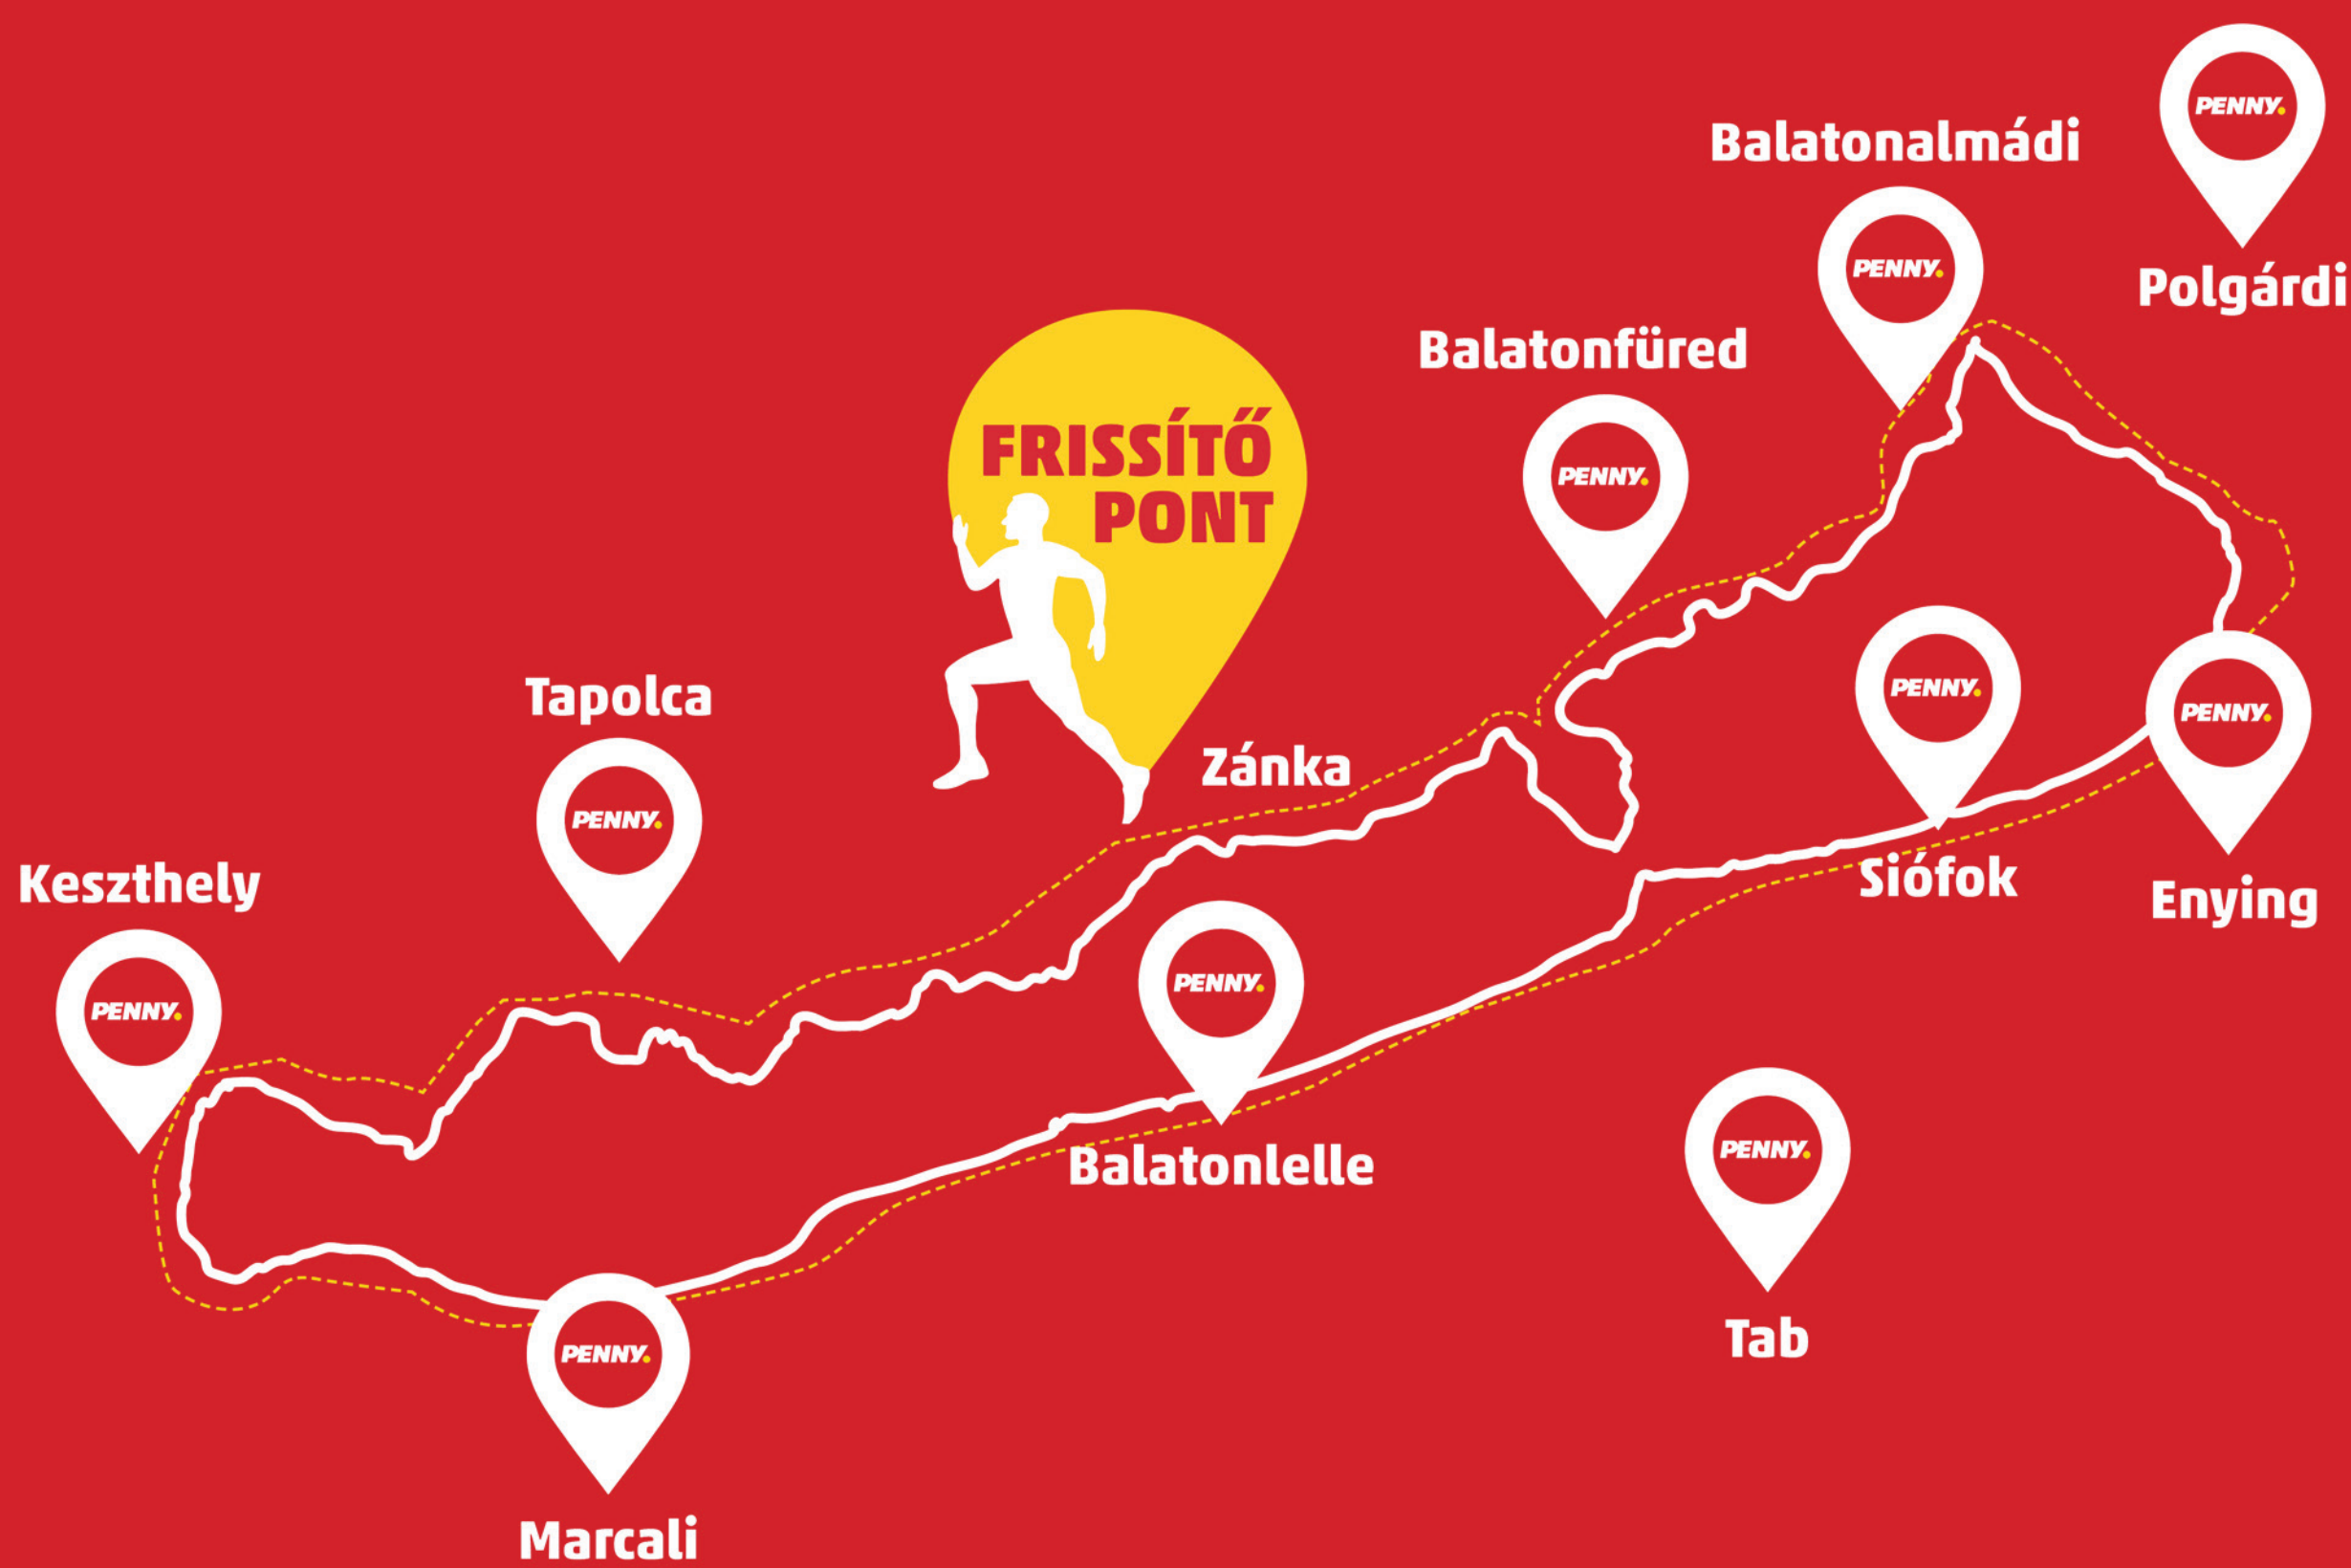 PENNY.
Polgárdi
Balatonalmádi
PENNY.
Balatonfüred
PENNY.
FRISSÍTŐ
PONT
Zánka
Tapolca
PENNY.
Keszthely
PENNY.
PENNY.
Siófok
PENNY.
Enying
PENNY.
Balatonlelle
PENNY.
Tab
PENNY.
Marcali